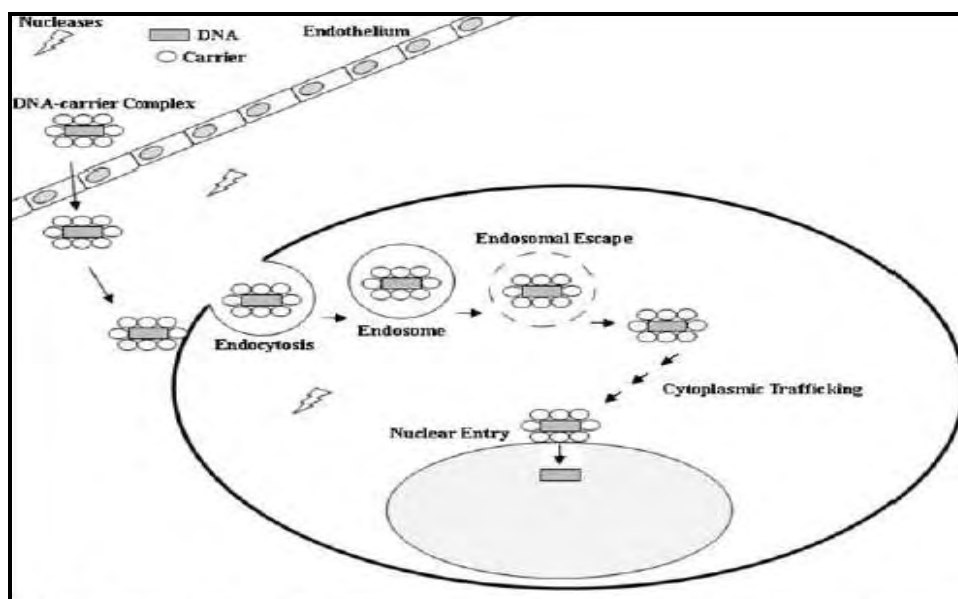 Nucleases
DNA
Carrier
Endothelium
DNA-carrier Complex
Endosomal Escape
Endocytosis
Endosome
Cytoplasmic Trafficking
Nuclear Entry